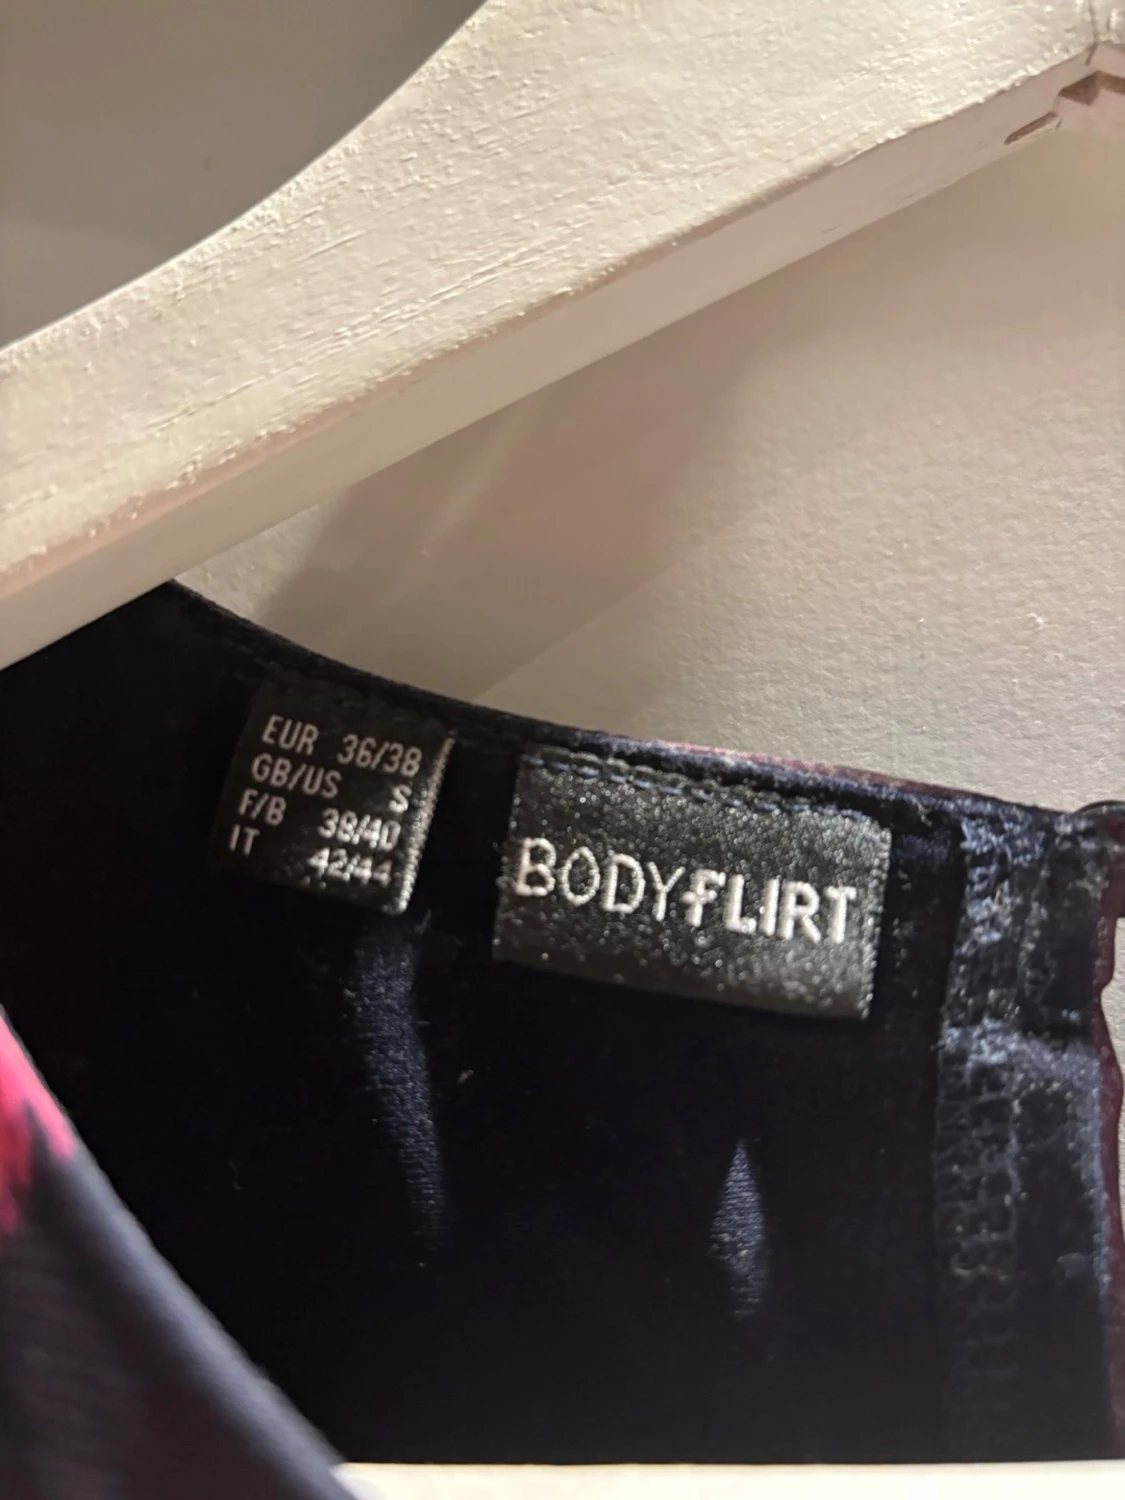 EUR 36/38
GB/US S
F/B 38/40
IT 42/44
BODYFLIRT